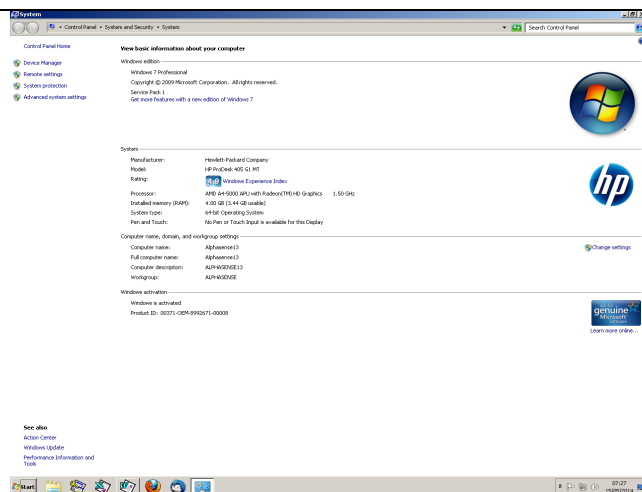 System
Control Panel ▸ System and Security ▸ System
Search Control Panel
Control Panel Home
Device Manager
Remote settings
System protection
Advanced system settings
View basic information about your computer
Windows edition
Windows 7 Professional
Copyright © 2009 Microsoft Corporation. All rights reserved.
Service Pack 1
Get more features with a new edition of Windows 7
System
Manufacturer: Hewlett-Packard Company
Model: HP ProDesk 405 G1 MT
Rating: 4,9 Windows Experience Index
Processor: AMD A4-5000 APU with Radeon(TM) HD Graphics 1.50 GHz
Installed memory (RAM): 4.00 GB (3.44 GB usable)
System type: 64-bit Operating System
Pen and Touch: No Pen or Touch Input is available for this Display
hp
Computer name, domain, and workgroup settings
Computer name: Alphasense13
Change settings
Full computer name: Alphasense13
Computer description: ALPHASENSE13
Workgroup: ALPHASENSE
Windows activation
Windows is activated
Product ID: 00371-OEM-8992671-00008
genuine
Microsoft
Learn more online...
See also
Action Center
Windows Update
Performance Information and
Tools
Start
07:27